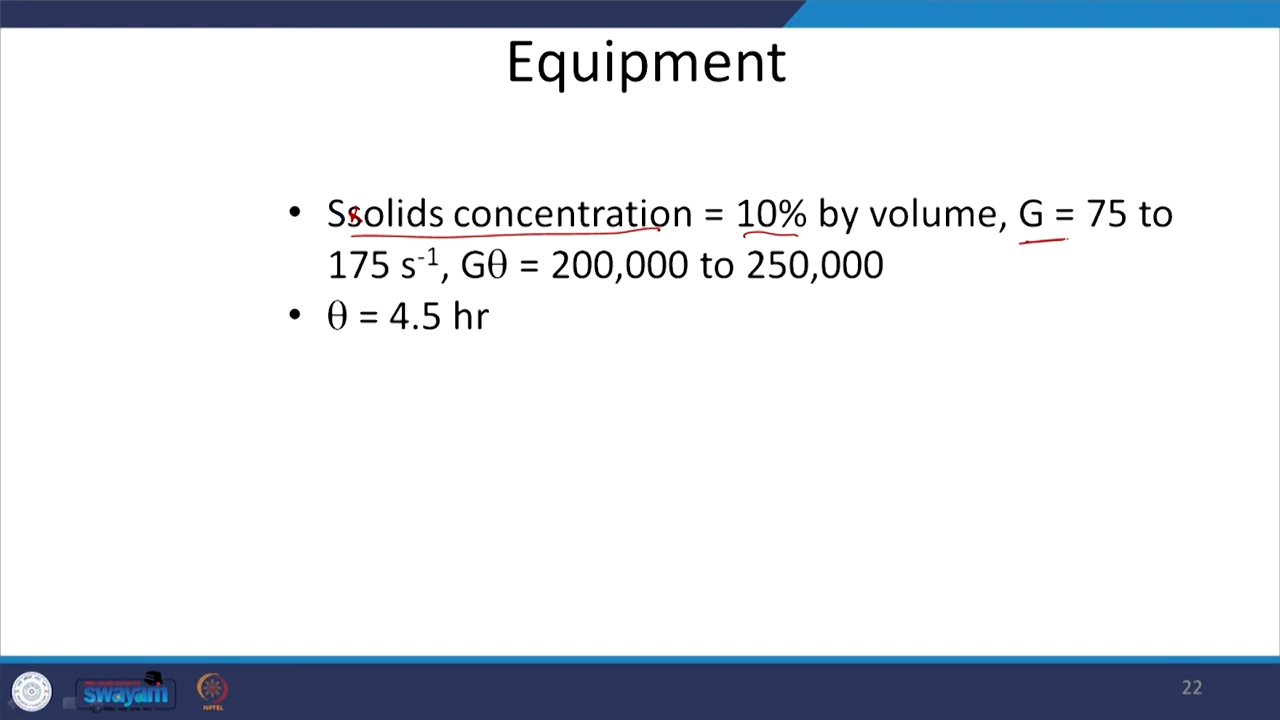 Equipment
• Ssolids concentration = 10% by volume, G = 75 to
175 s⁻¹, Gθ = 200,000 to 250,000
• θ = 4.5 hr
swayam
NPTEL
22